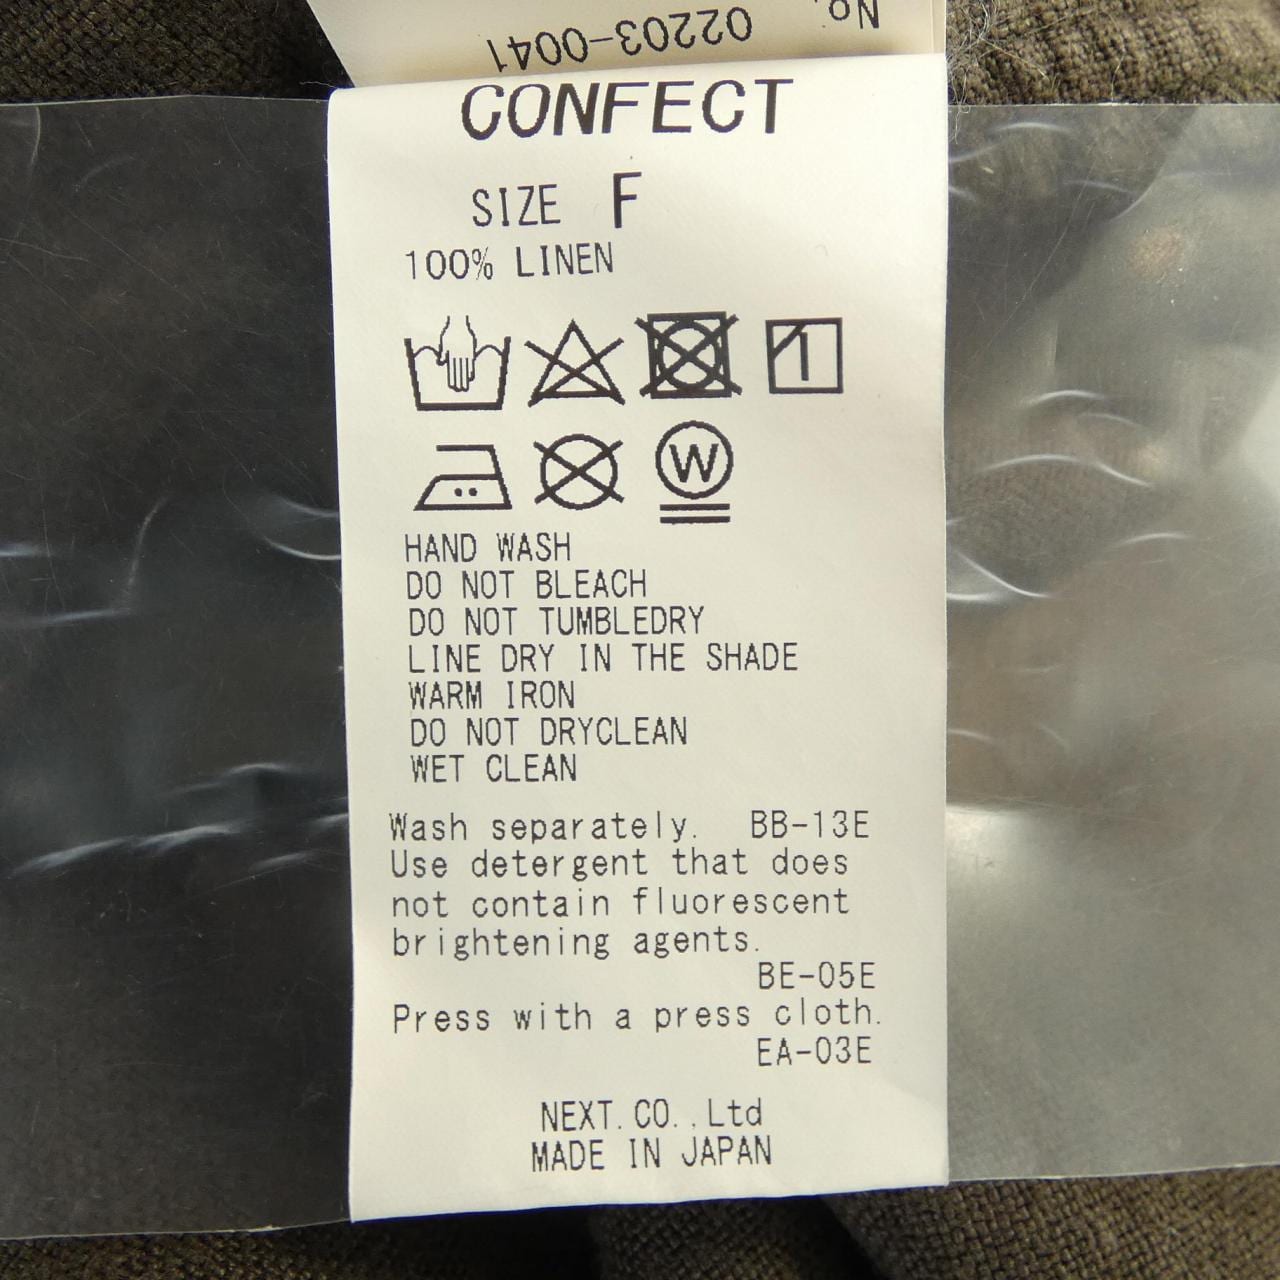 No. 02203-0041
CONFECT
SIZE F
100% LINEN
1
W
HAND WASH
DO NOT BLEACH
DO NOT TUMBLEDRY
LINE DRY IN THE SHADE
WARM IRON
DO NOT DRYCLEAN
WET CLEAN
Wash separately. BB-13E
Use detergent that does
not contain fluorescent
brightening agents.
BE-05E
Press with a press cloth.
EA-03E
NEXT.CO.,Ltd
MADE IN JAPAN